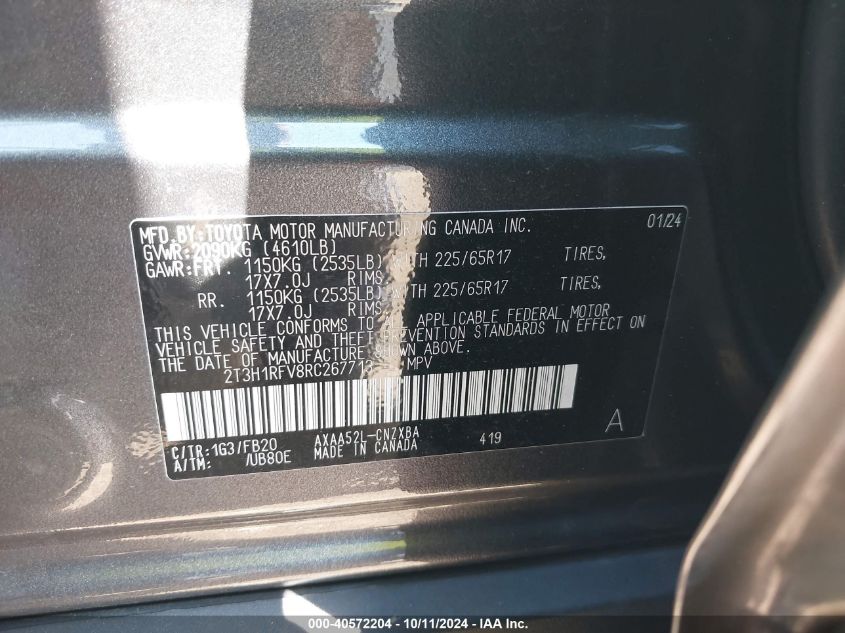 MFD.BY:TOYOTA MOTOR MANUFACTURING CANADA INC. 01/24
GVWR:2090KG (4610LB)
GAWR:FRT. 1150KG (2535LB) WITH 225/65R17 TIRES,
17X7.0J RIMS
RR. 1150KG (2535LB) WITH 225/65R17 TIRES,
17X7.0J RIMS
THIS VEHICLE CONFORMS TO ALL APPLICABLE FEDERAL MOTOR
VEHICLE SAFETY AND THEFT PREVENTION STANDARDS IN EFFECT ON
THE DATE OF MANUFACTURE SHOWN ABOVE.
MPV
C/TR:1G3/FB20 AXAA52L-CNZXBA 419
A/TM: /UB80E MADE IN CANADA
A
000-40572204 - 10/11/2024 - IAA Inc.